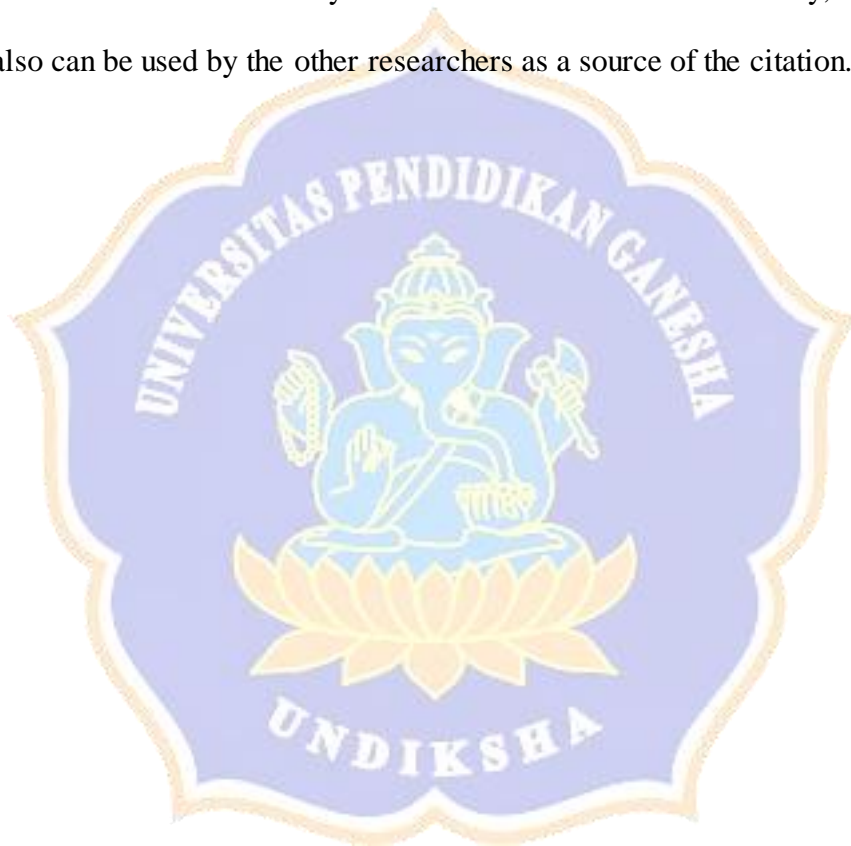 also can be used by the other researchers as a source of the citation.
UNIVERSITAS PENDIDIKAN GANESHA
UNDIKSHA